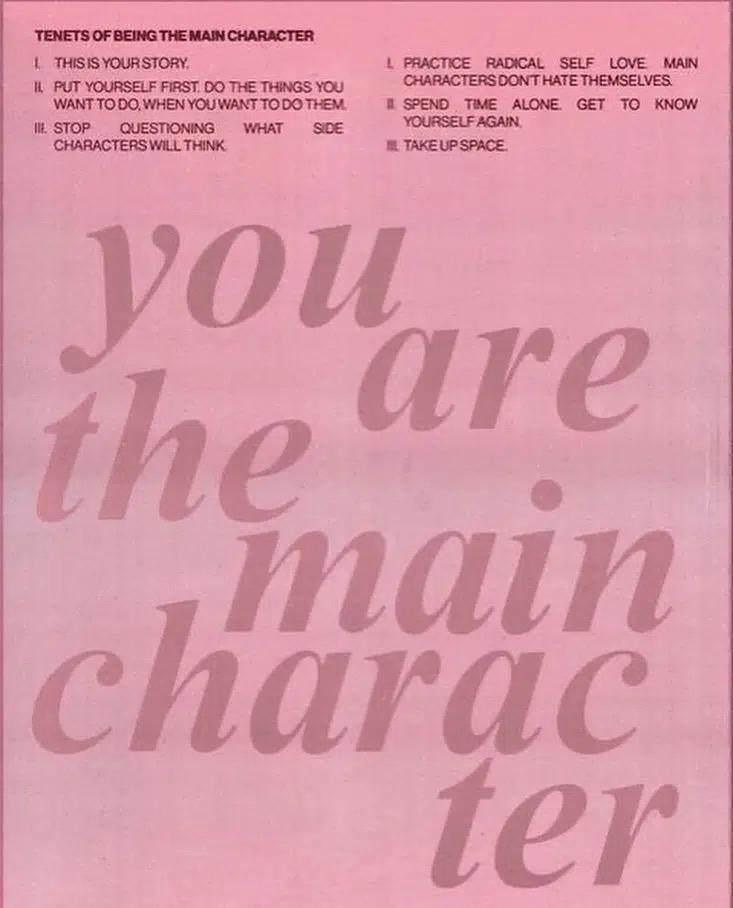 TENETS OF BEING THE MAIN CHARACTER
I. THIS IS YOUR STORY.
II. PUT YOURSELF FIRST. DO THE THINGS YOU
WANT TO DO, WHEN YOU WANT TO DO THEM.
III. STOP QUESTIONING WHAT SIDE
CHARACTERS WILL THINK.
I. PRACTICE RADICAL SELF LOVE. MAIN
CHARACTERS DON'T HATE THEMSELVES.
II. SPEND TIME ALONE. GET TO KNOW
YOURSELF AGAIN.
III. TAKE UP SPACE.
you
are
the
main
charac
ter